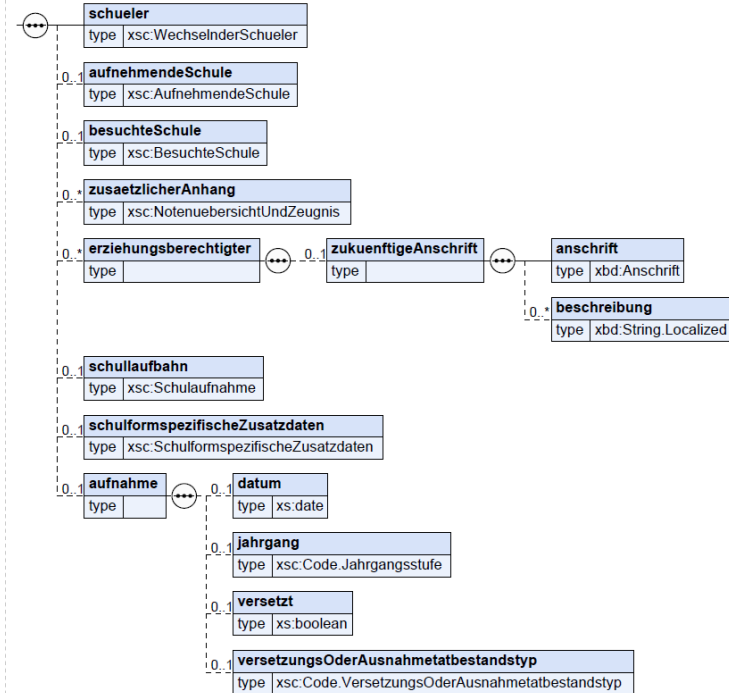 schueler
type xsc:WechselnderSchueler
0..1 aufnehmendeSchule
type xsc:AufnehmendeSchule
0..1 besuchteSchule
type xsc:BesuchteSchule
0..* zusaetzlicherAnhang
type xsc:NotenuebersichtUndZeugnis
0..* erziehungsberechtigter 0..1 zukuenftigeAnschrift anschrift
type type type xbd:Anschrift
0..* beschreibung
type xbd:String.Localized
0..1 schullaufbahn
type xsc:Schulaufnahme
0..1 schulformspezifischeZusatzdaten
type xsc:SchulformspezifischeZusatzdaten
0..1 aufnahme 0..1 datum
type type xs:date
0..1 jahrgang
type xsc:Code.Jahrgangsstufe
0..1 versetzt
type xs:boolean
0..1 versetzungsOderAusnahmetatbestandstyp
type xsc:Code.VersetzungsOderAusnahmetatbestandstyp